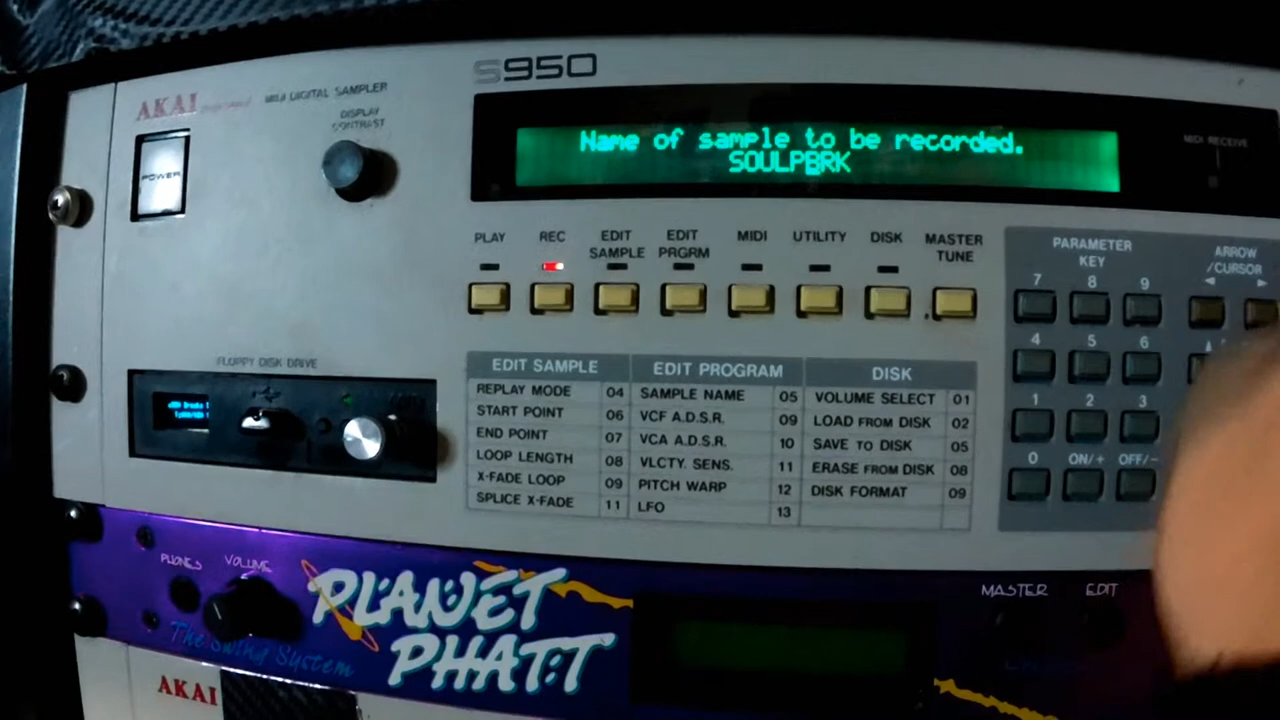 S950
AKAI
MIDI DIGITAL SAMPLER
DISPLAY
CONTRAST
POWER
Name of sample to be recorded.
SOULPBRK
MIDI RECEIVE
PLAY
REC
EDIT
SAMPLE
EDIT
PRGRM
MIDI
UTILITY
DISK
MASTER
TUNE
PARAMETER
KEY
ARROW
/CURSOR
7 8 9
4 5 6
1 2 3
0 ON/+ OFF/-
FLOPPY DISK DRIVE
EDIT SAMPLE
REPLAY MODE 04
START POINT 06
END POINT 07
LOOP LENGTH 08
X-FADE LOOP 09
SPLICE X-FADE 11
EDIT PROGRAM
SAMPLE NAME 05
VCF A.D.S.R. 09
VCA A.D.S.R. 10
VLCTY. SENS. 11
PITCH WARP 12
LFO 13
DISK
VOLUME SELECT 01
LOAD FROM DISK 02
SAVE TO DISK 05
ERASE FROM DISK 08
DISK FORMAT 09
PHONES
VOLUME
PLANET
PHATT
The Swing System
MASTER
EDIT
AKAI